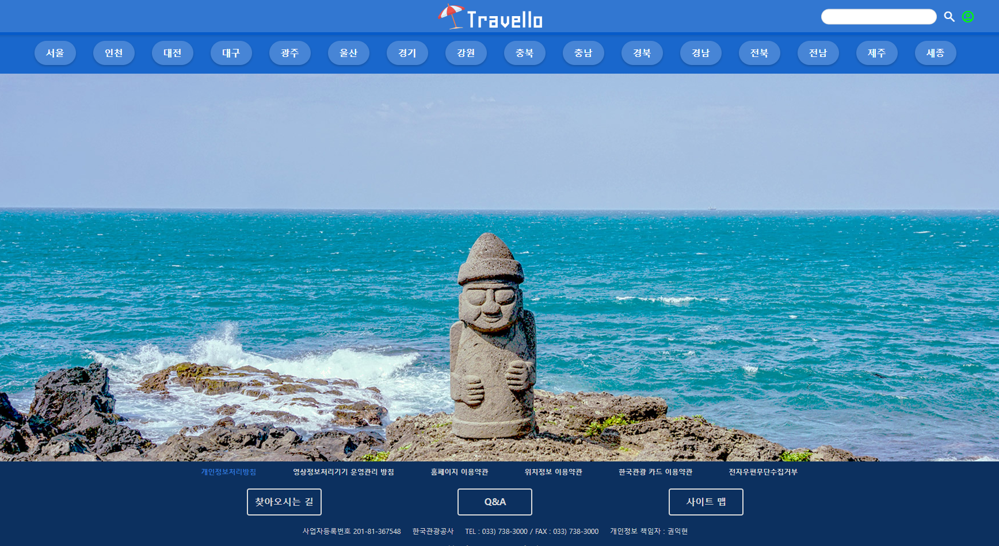 Travello
서울 인천 대전 대구 광주 울산 경기 강원 충북 충남 경북 경남 전북 전남 제주 세종
개인정보처리방침 영상정보처리기기 운영관리 방침 홈페이지 이용약관 위치정보 이용약관 한국관광 카드 이용약관 전자우편무단수집거부
찾아오시는 길 Q&A 사이트 맵
사업자등록번호 201-81-367548 한국관광공사 TEL : 033) 738-3000 / FAX : 033) 738-3000 개인정보 책임자 : 권익현